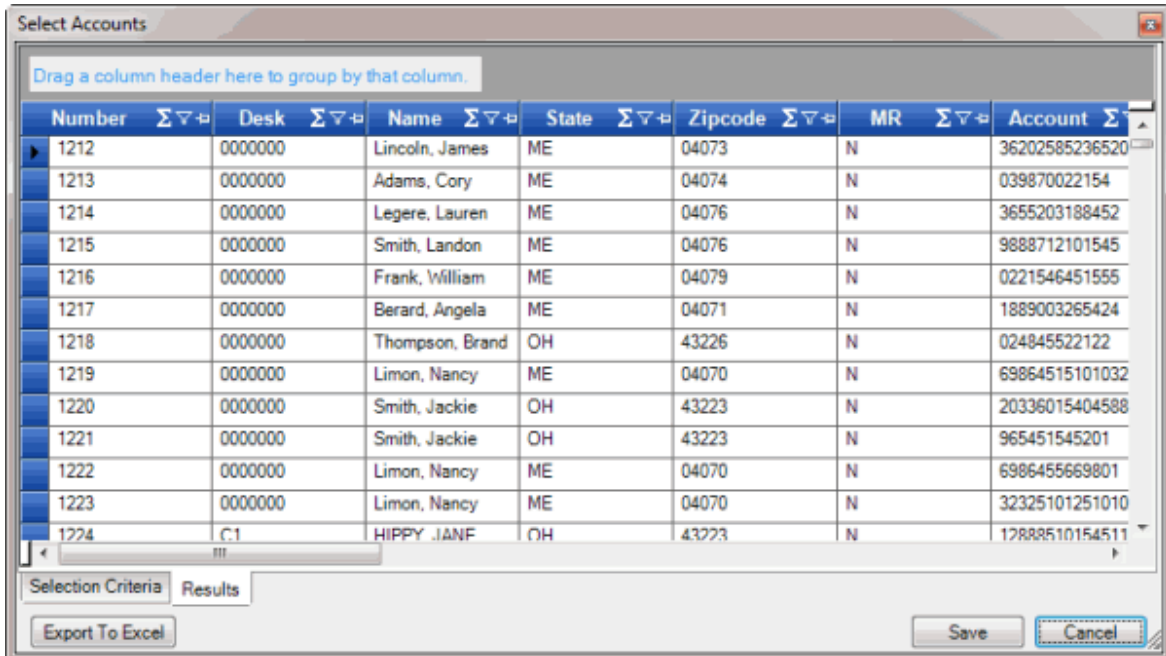 Select Accounts
Drag a column header here to group by that column.
Number Σ Desk Σ Name Σ State Σ Zipcode Σ MR Σ Account Σ
1212 0000000 Lincoln, James ME 04073 N 36202585236520
1213 0000000 Adams, Cory ME 04074 N 039870022154
1214 0000000 Legere, Lauren ME 04076 N 3655203188452
1215 0000000 Smith, Landon ME 04076 N 9888712101545
1216 0000000 Frank, William ME 04079 N 0221546451555
1217 0000000 Berard, Angela ME 04071 N 1889003265424
1218 0000000 Thompson, Brand OH 43226 N 024845522122
1219 0000000 Limon, Nancy ME 04070 N 69864515101032
1220 0000000 Smith, Jackie OH 43223 N 20336015404588
1221 0000000 Smith, Jackie OH 43223 N 965451545201
1222 0000000 Limon, Nancy ME 04070 N 6986455669801
1223 0000000 Limon, Nancy ME 04070 N 32325101251010
1224 C1 HIPPY, JANE OH 43223 N 12888510154511
Selection Criteria Results
Export To Excel Save Cancel